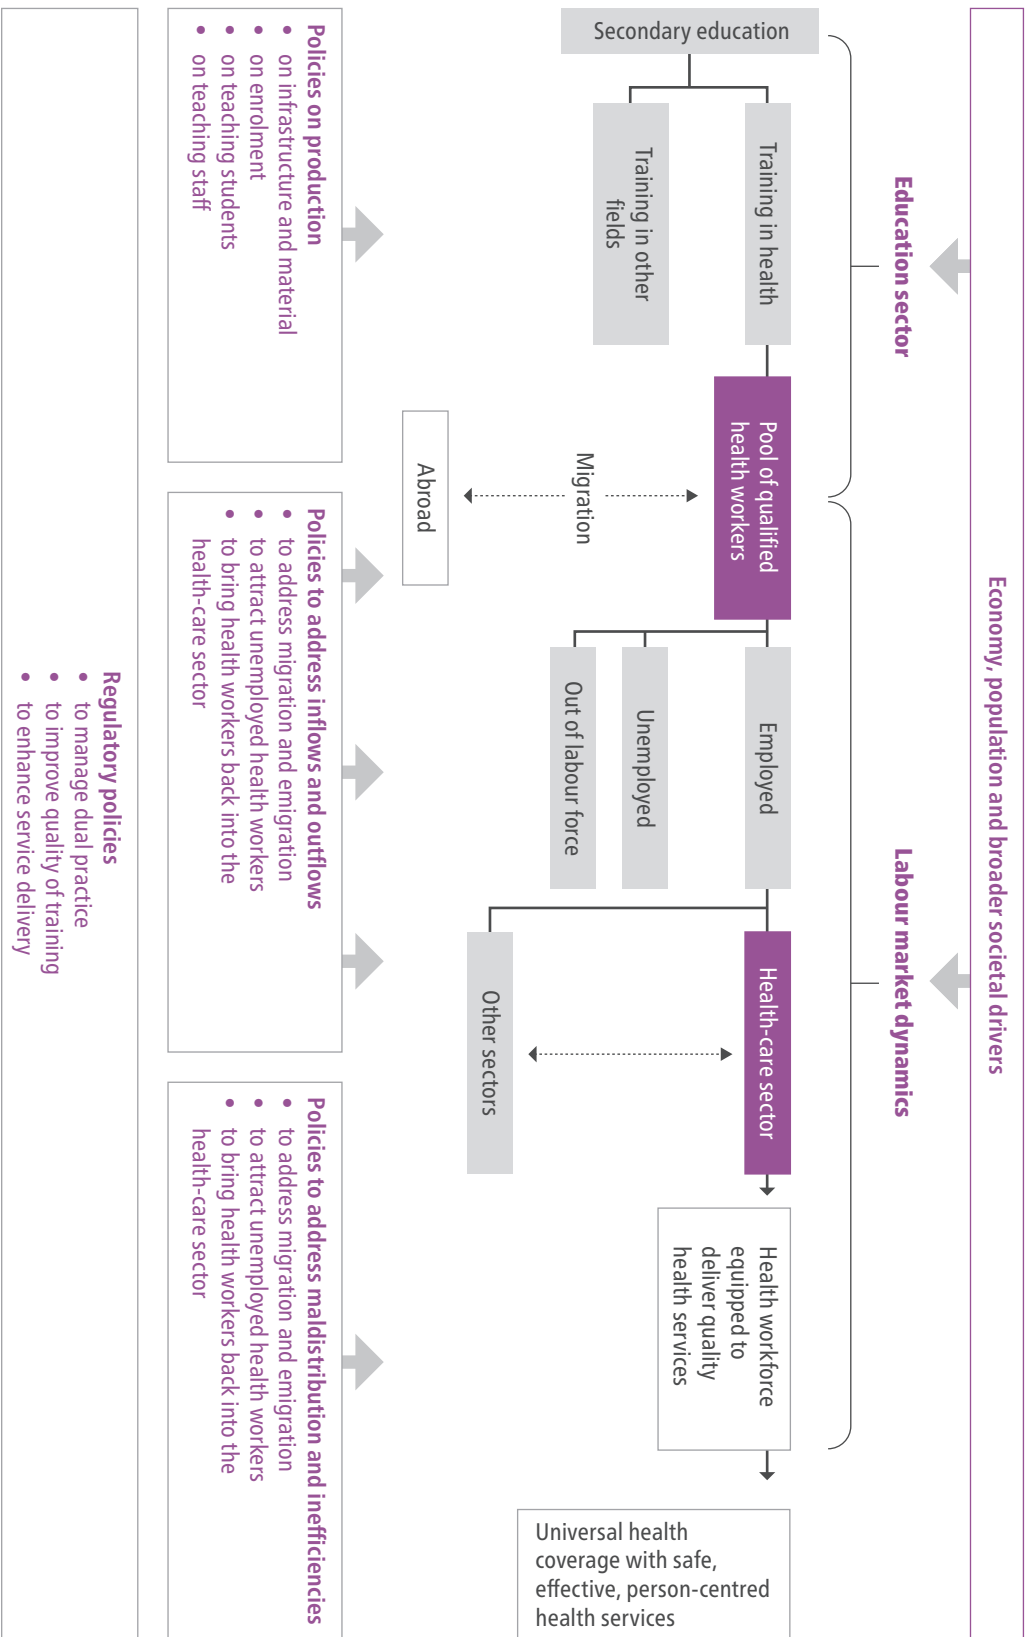 Economy, population and broader societal drivers
Education sector
Labour market dynamics
Secondary education
Training in health
Training in other
fields
Pool of qualified
health workers
Migration
Abroad
Employed
Unemployed
Out of labour force
Health-care sector
Other sectors
Health workforce
equipped to
deliver quality
health services
Universal health
coverage with safe,
effective, person-centred
health services
Policies on production
• on infrastructure and material
• on enrolment
• on teaching students
• on teaching staff
Policies to address inflows and outflows
• to address migration and emigration
• to attract unemployed health workers
• to bring health workers back into the
health-care sector
Policies to address maldistribution and inefficiencies
• to address migration and emigration
• to attract unemployed health workers
• to bring health workers back into the
health-care sector
Regulatory policies
• to manage dual practice
• to improve quality of training
• to enhance service delivery